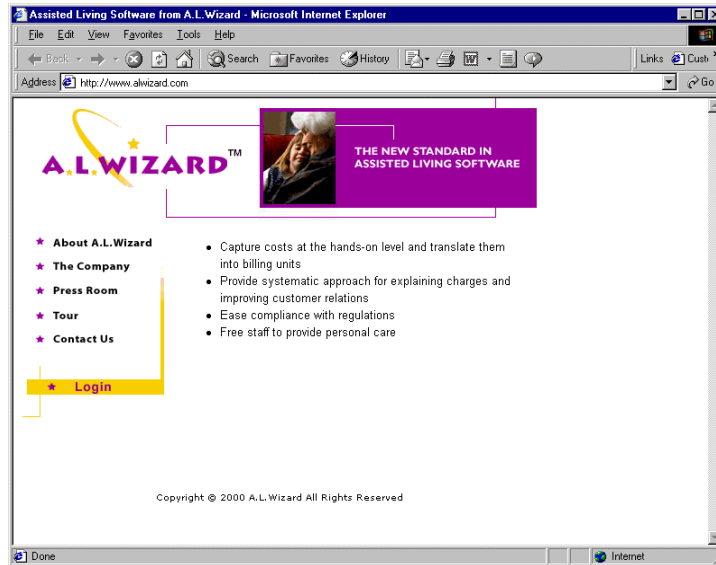 Assisted Living Software from A.L.Wizard - Microsoft Internet Explorer
File Edit View Favorites Tools Help
Back Search Favorites History Links
Address http://www.alwizard.com Go
A.L.WIZARD™
THE NEW STANDARD IN
ASSISTED LIVING SOFTWARE
About A.L.Wizard
The Company
Press Room
Tour
Contact Us
Login
• Capture costs at the hands-on level and translate them
into billing units
• Provide systematic approach for explaining charges and
improving customer relations
• Ease compliance with regulations
• Free staff to provide personal care
Copyright © 2000 A.L.Wizard All Rights Reserved
Done Internet